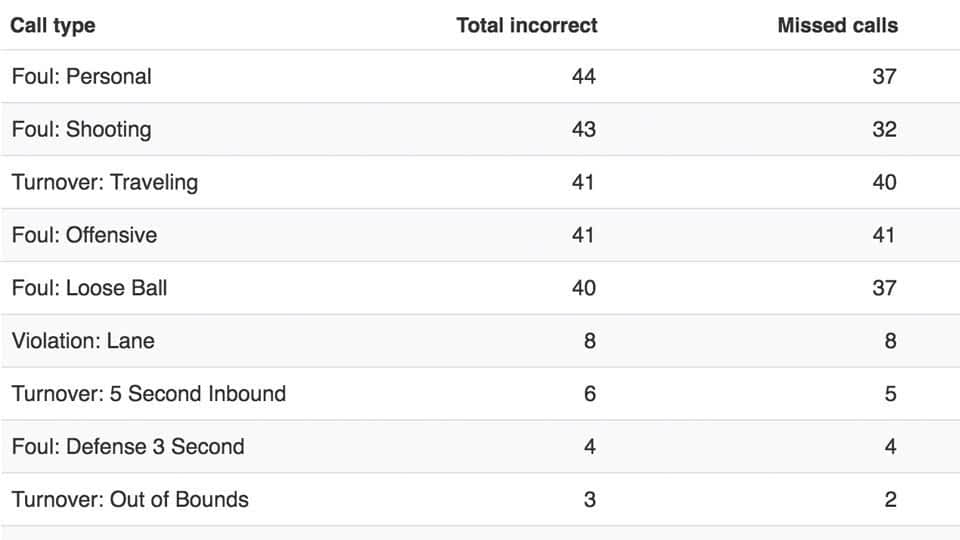 Call type Total incorrect Missed calls
Foul: Personal 44 37
Foul: Shooting 43 32
Turnover: Traveling 41 40
Foul: Offensive 41 41
Foul: Loose Ball 40 37
Violation: Lane 8 8
Turnover: 5 Second Inbound 6 5
Foul: Defense 3 Second 4 4
Turnover: Out of Bounds 3 2